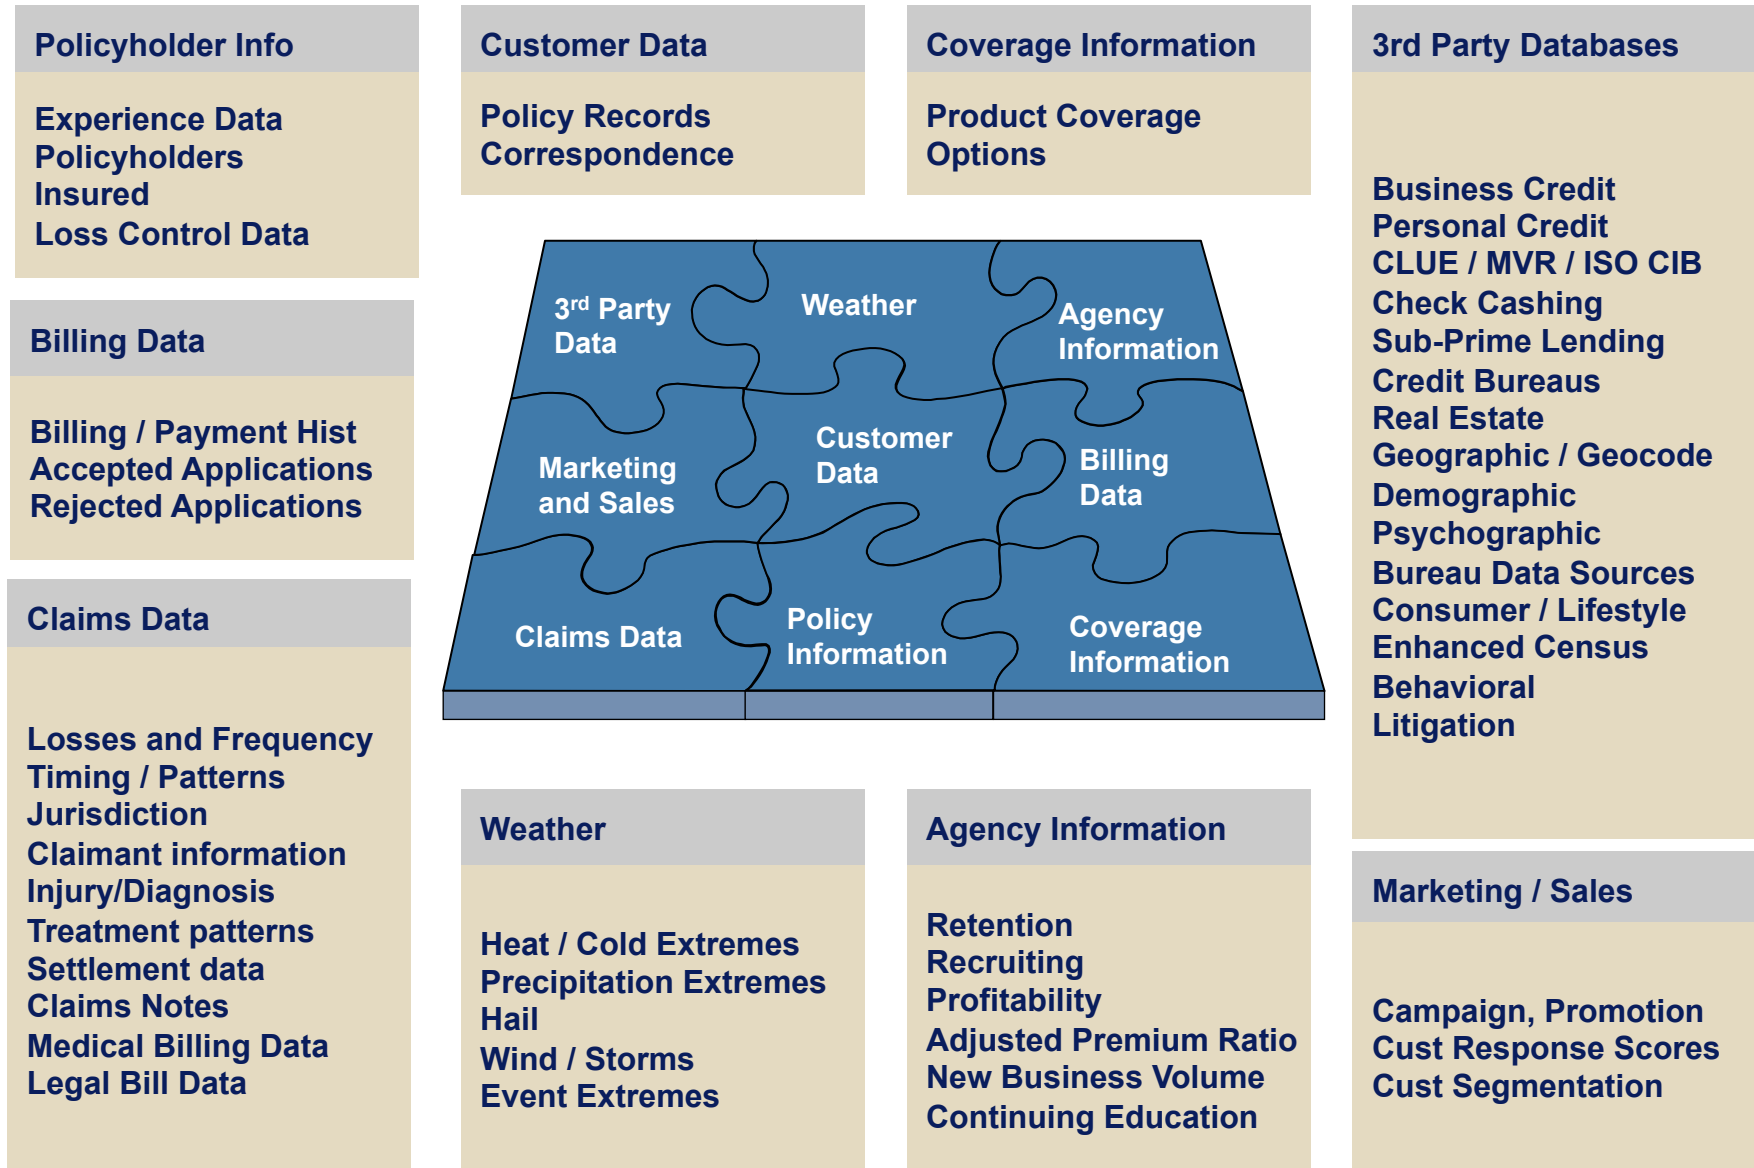 Policyholder Info
Experience Data
Policyholders
Insured
Loss Control Data
Customer Data
Policy Records
Correspondence
Coverage Information
Product Coverage
Options
3rd Party Databases
Business Credit
Personal Credit
CLUE / MVR / ISO CIB
Check Cashing
Sub-Prime Lending
Credit Bureaus
Real Estate
Geographic / Geocode
Demographic
Psychographic
Bureau Data Sources
Consumer / Lifestyle
Enhanced Census
Behavioral
Litigation
Billing Data
Billing / Payment Hist
Accepted Applications
Rejected Applications
3rd Party
Data
Weather
Agency
Information
Marketing
and Sales
Customer
Data
Billing
Data
Claims Data
Policy
Information
Coverage
Information
Claims Data
Losses and Frequency
Timing / Patterns
Jurisdiction
Claimant information
Injury/Diagnosis
Treatment patterns
Settlement data
Claims Notes
Medical Billing Data
Legal Bill Data
Weather
Heat / Cold Extremes
Precipitation Extremes
Hail
Wind / Storms
Event Extremes
Agency Information
Retention
Recruiting
Profitability
Adjusted Premium Ratio
New Business Volume
Continuing Education
Marketing / Sales
Campaign, Promotion
Cust Response Scores
Cust Segmentation